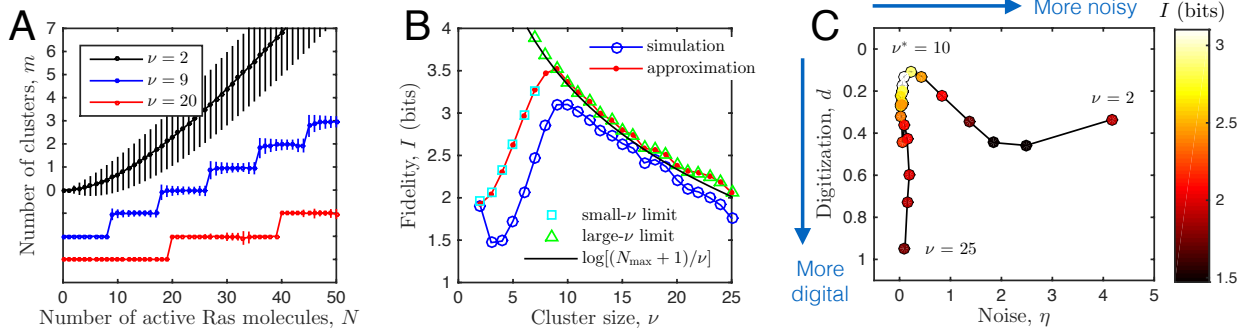 A
Number of clusters, m
7
6
5
4
3
2
1
0
ν = 2
ν = 9
ν = 20
0 10 20 30 40 50
Number of active Ras molecules, N
B
Fidelity, I (bits)
4
3.5
3
2.5
2
1.5
1
simulation
approximation
small-ν limit
large-ν limit
log[(Nmax + 1)/ν]
0 5 10 15 20 25
Cluster size, ν
C
More noisy
More digital
Digitization, d
0
0.2
0.4
0.6
0.8
1
ν* = 10
ν = 2
ν = 25
0 1 2 3 4 5
Noise, η
I (bits)
3
2.5
2
1.5